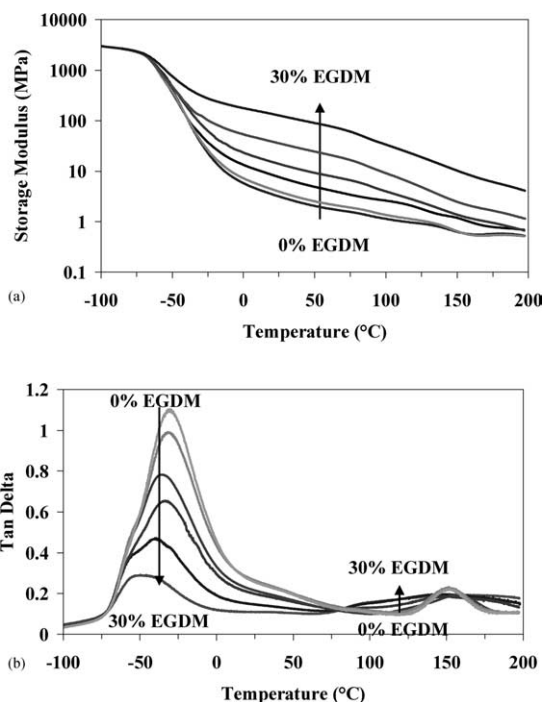 10000
1000
100
10
1
0.1
Storage Modulus (MPa)
30% EGDM
0% EGDM
-100 -50 0 50 100 150 200
(a)
Temperature (°C)
1.2
1
0.8
0.6
0.4
0.2
0
Tan Delta
0% EGDM
30% EGDM
30% EGDM
0% EGDM
-100 -50 0 50 100 150 200
(b)
Temperature (°C)